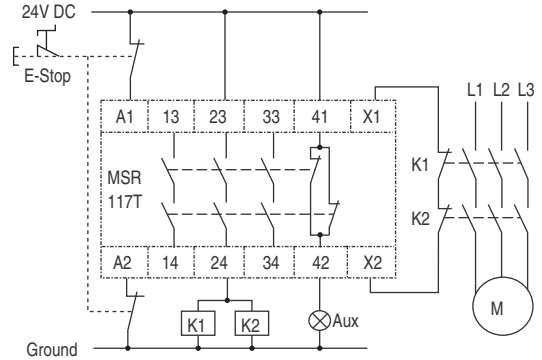 24V DC
E-Stop
L1 L2 L3
A1 13 23 33 41 X1
K1
MSR
117T
K2
A2 14 24 34 42 X2
K1 K2 Aux
M
Ground